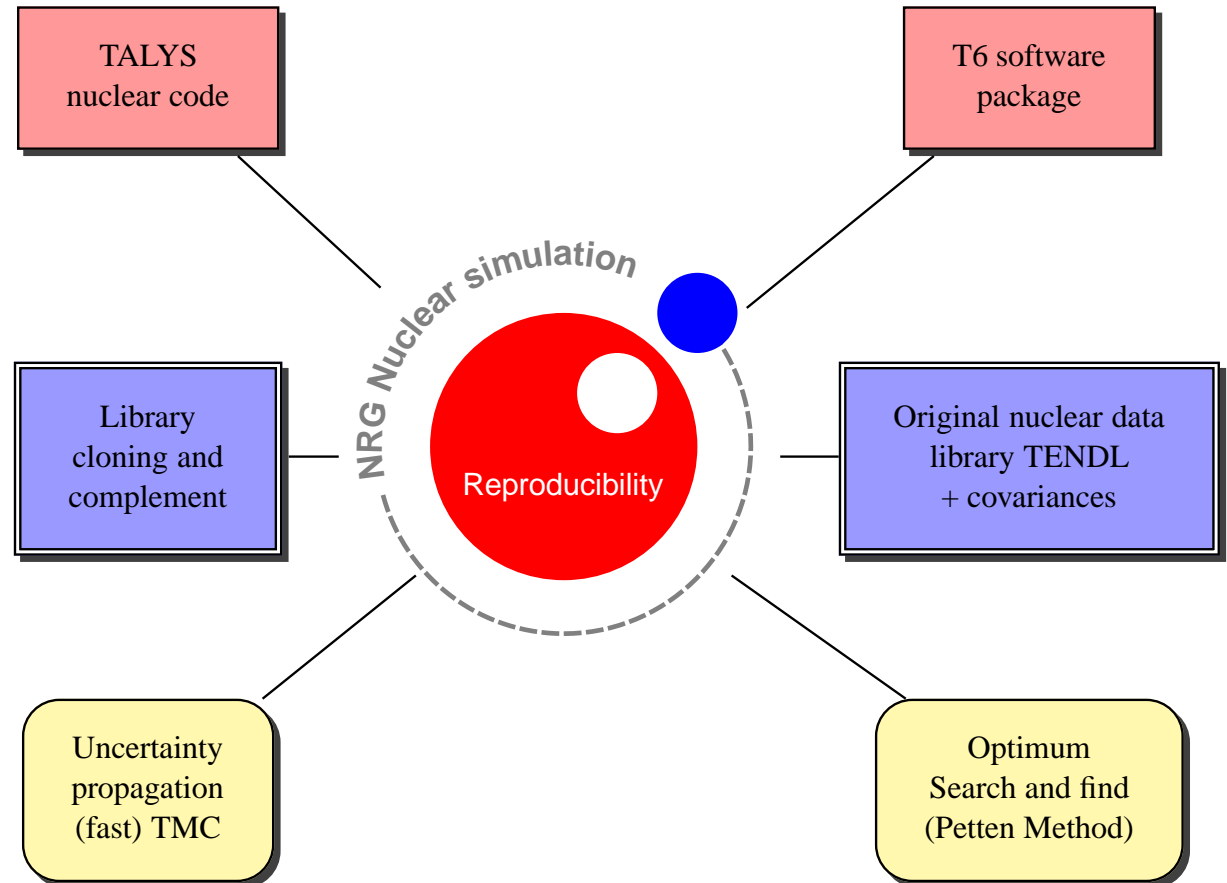 TALYS
nuclear code
T6 software
package
NRG Nuclear simulation
Library
cloning and
complement
Reproducibility
Original nuclear data
library TENDL
+ covariances
Uncertainty
propagation
(fast) TMC
Optimum
Search and find
(Petten Method)